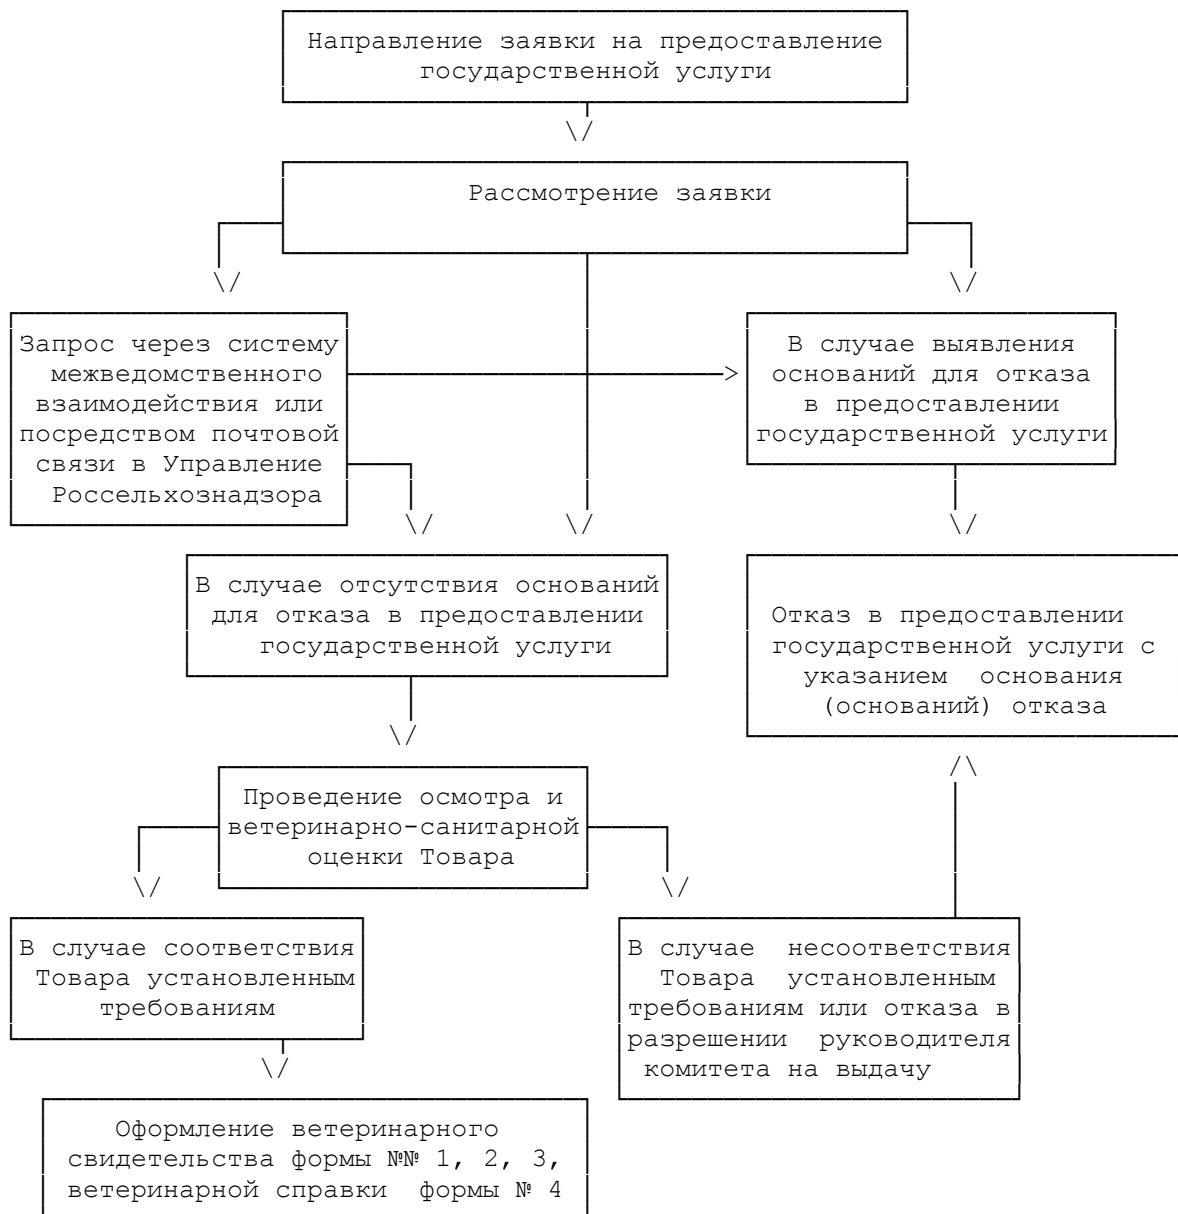 Направление заявки на предоставление
государственной услуги
Рассмотрение заявки
Запрос через систему
межведомственного
взаимодействия или
посредством почтовой
связи в Управление
Россельхознадзора
В случае выявления
оснований для отказа
в предоставлении
государственной услуги
В случае отсутствия оснований
для отказа в предоставлении
государственной услуги
Отказ в предоставлении
государственной услуги с
указанием основания
(оснований) отказа
Проведение осмотра и
ветеринарно-санитарной
оценки Товара
В случае соответствия
Товара установленным
требованиям
В случае несоответствия
Товара установленным
требованиям или отказа в
разрешении руководителя
комитета на выдачу
Оформление ветеринарного
свидетельства формы №№ 1, 2, 3,
ветеринарной справки формы № 4